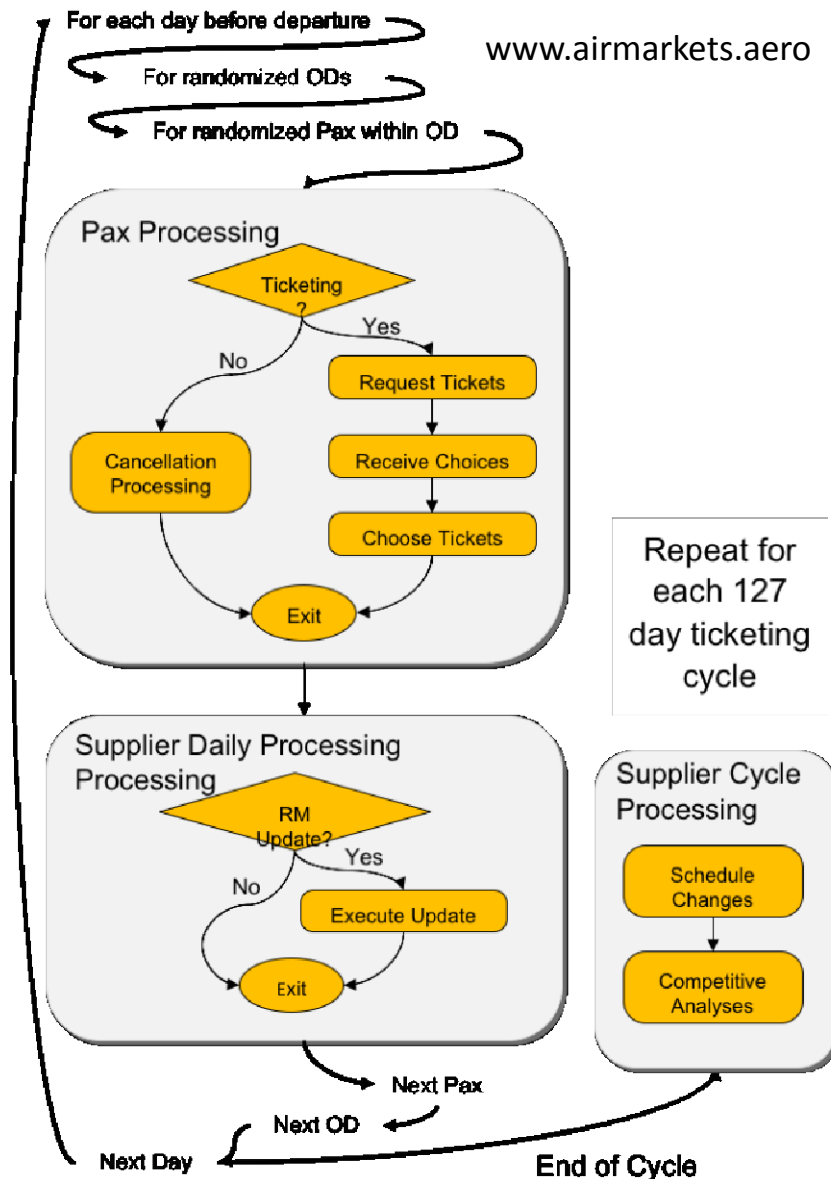 For each day before departure
www.airmarkets.aero
For randomized ODs
For randomized Pax within OD
Pax Processing
Ticketing
?
Yes
No
Request Tickets
Cancellation
Processing
Receive Choices
Choose Tickets
Exit
Repeat for
each 127
day ticketing
cycle
Supplier Daily Processing
Processing
RM
Update?
Yes
No
Execute Update
Exit
Supplier Cycle
Processing
Schedule
Changes
Competitive
Analyses
Next Pax
Next OD
Next Day
End of Cycle